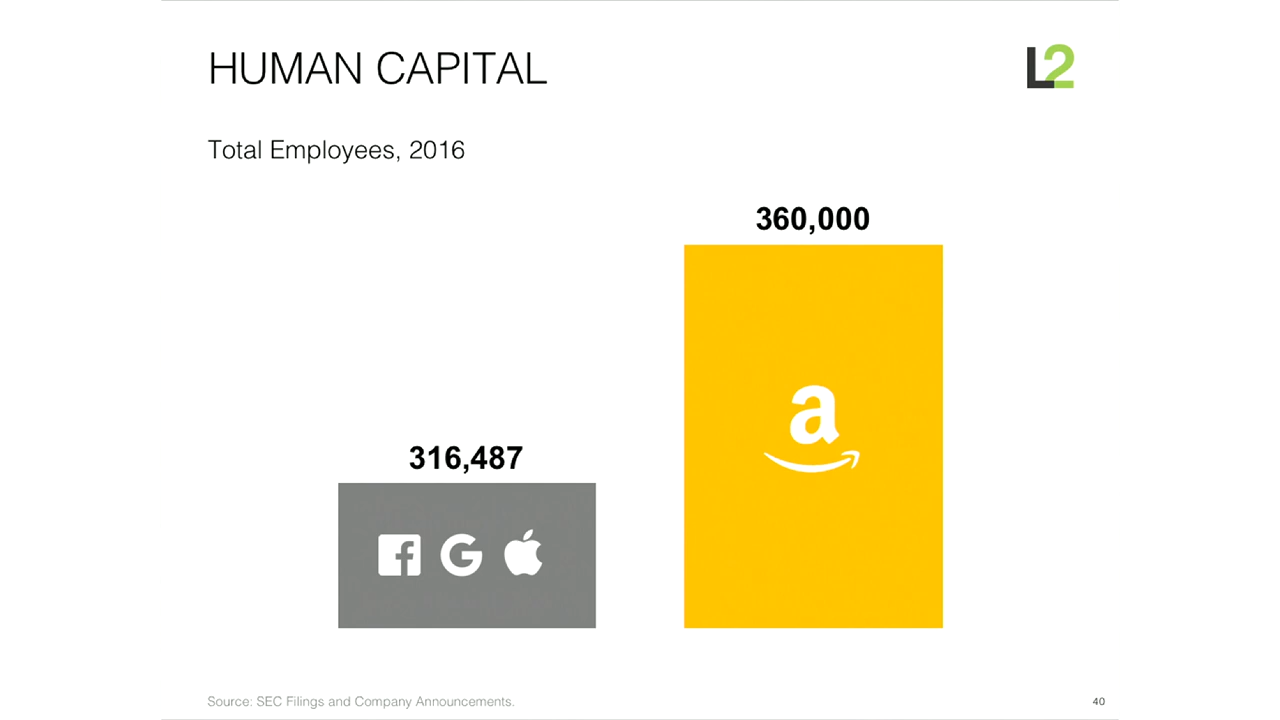 HUMAN CAPITAL
L2
Total Employees, 2016
360,000
a
316,487
f G
Source: SEC Filings and Company Announcements.
40